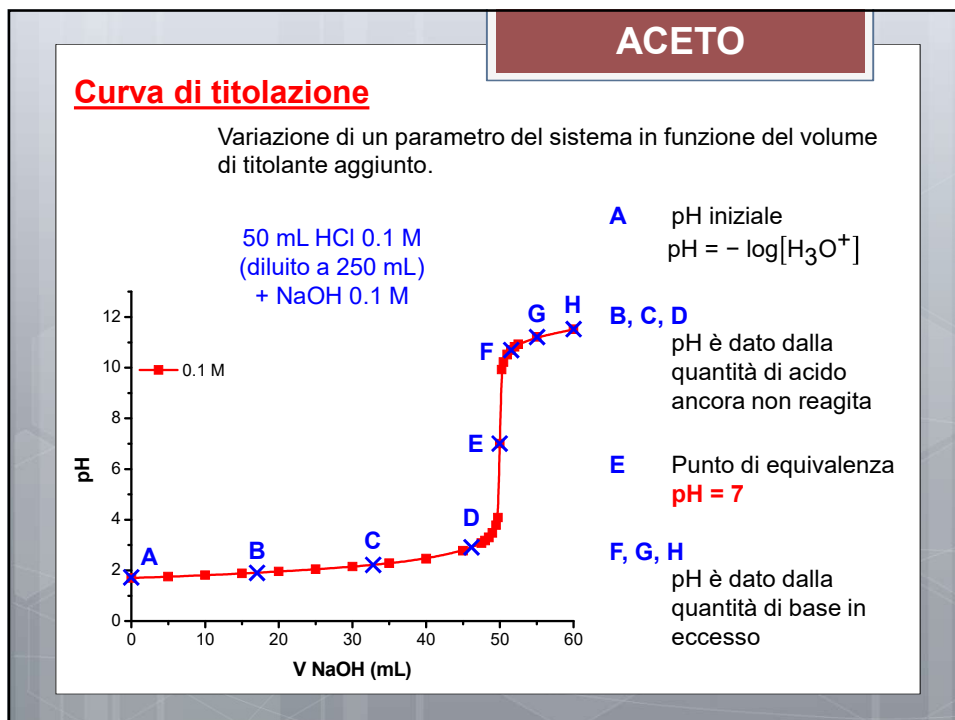 ACETO
Curva di titolazione
Variazione di un parametro del sistema in funzione del volume
di titolante aggiunto.
50 mL HCl 0.1 M
(diluito a 250 mL)
+ NaOH 0.1 M
12
10
8
6
4
2
0
pH
0.1 M
A
B
C
D
E
F
G
H
0 10 20 30 40 50 60
V NaOH (mL)
A pH iniziale
pH = − log[H₃O⁺]
B, C, D
pH è dato dalla
quantità di acido
ancora non reagita
E Punto di equivalenza
pH = 7
F, G, H
pH è dato dalla
quantità di base in
eccesso